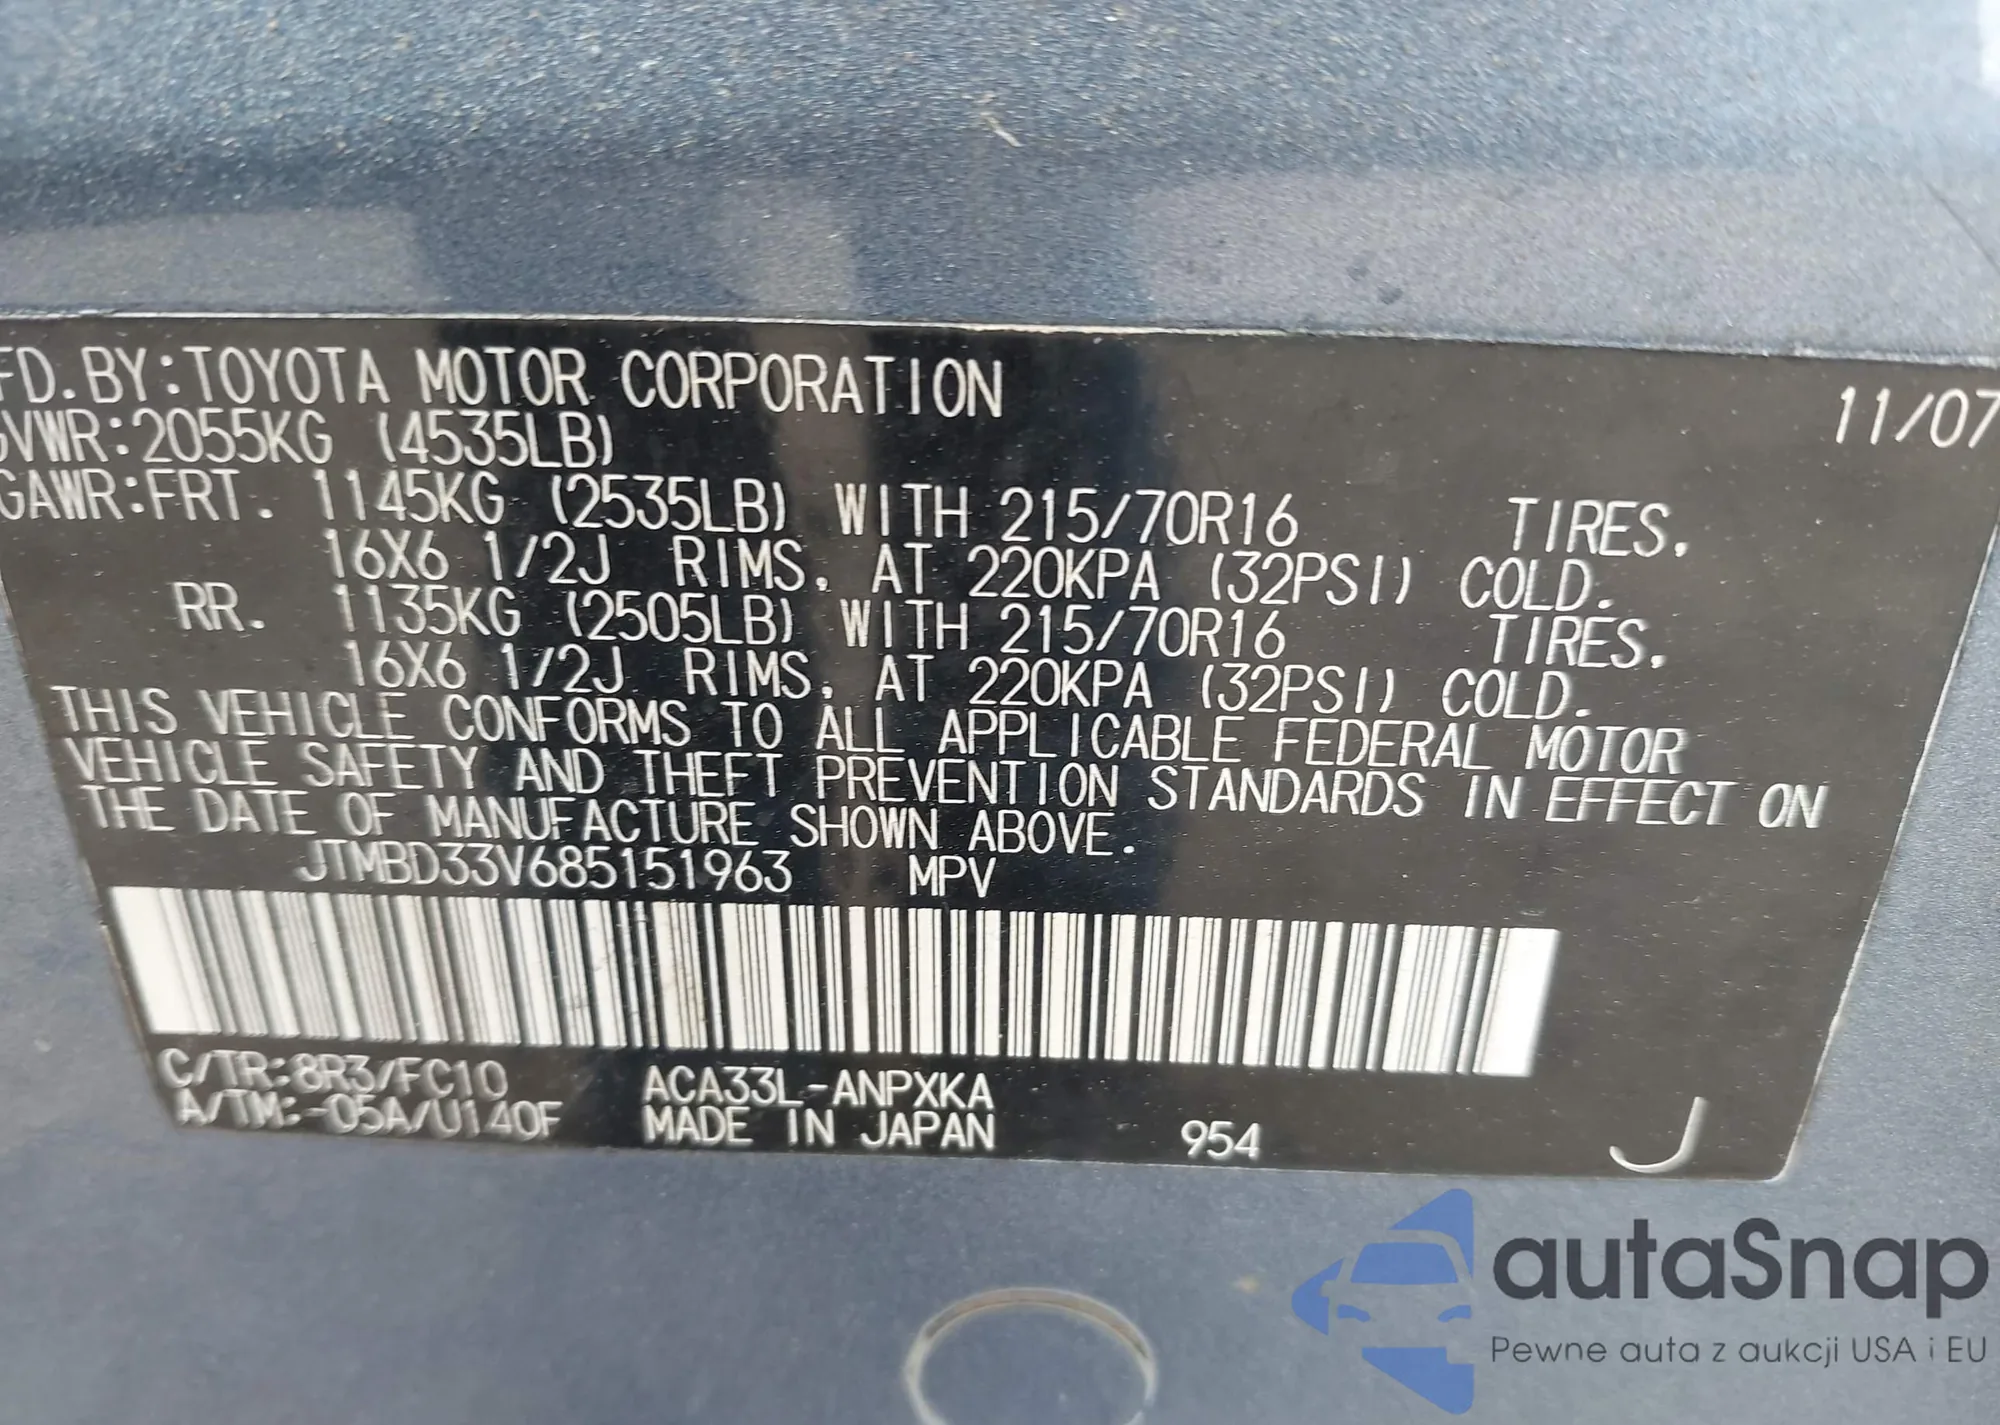 FD. BY:TOYOTA MOTOR CORPORATION 11/07
GVWR:2055KG (4535LB)
GAWR:FRT. 1145KG (2535LB) WITH 215/70R16 TIRES,
16X6 1/2J RIMS, AT 220KPA (32PSI) COLD.
RR. 1135KG (2505LB) WITH 215/70R16 TIRES,
16X6 1/2J RIMS, AT 220KPA (32PSI) COLD.
THIS VEHICLE CONFORMS TO ALL APPLICABLE FEDERAL MOTOR
VEHICLE SAFETY AND THEFT PREVENTION STANDARDS IN EFFECT ON
THE DATE OF MANUFACTURE SHOWN ABOVE.
JTMBD33V685151963 MPV
C/TR:8R3/FC10 ACA33L-ANPXKA
A/TM:-05A/U140F MADE IN JAPAN 954 J
autaSnap
Pewne auta z aukcji USA i EU